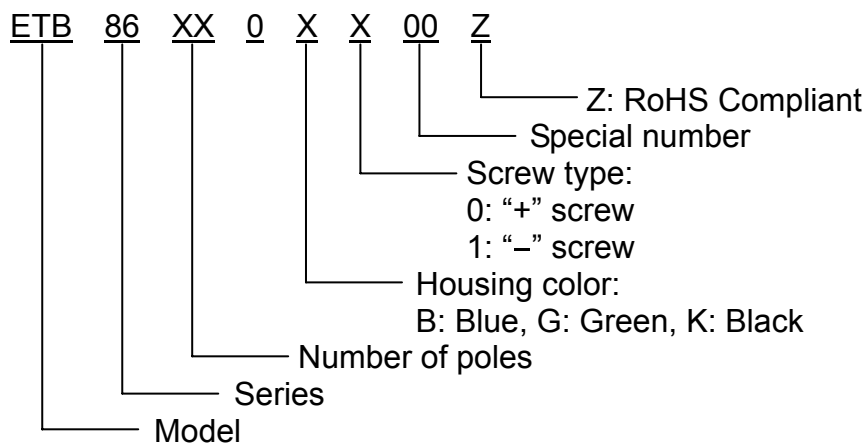 ETB 86 XX 0 X X 00 Z
Z: RoHS Compliant
Special number
Screw type:
0: “+” screw
1: “–” screw
Housing color:
B: Blue, G: Green, K: Black
Number of poles
Series
Model